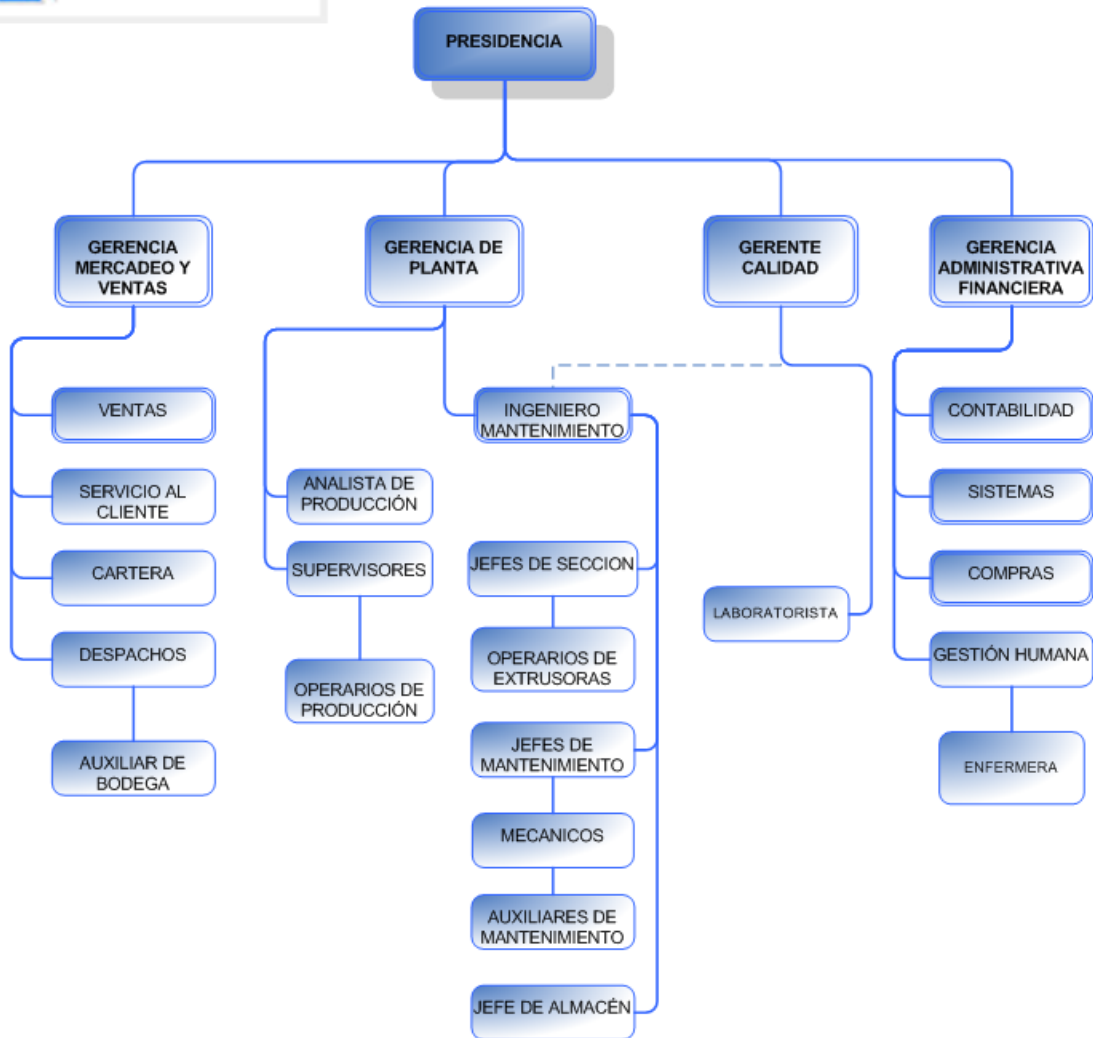 PRESIDENCIA
GERENCIA
MERCADEO Y
VENTAS
GERENCIA DE
PLANTA
GERENTE
CALIDAD
GERENCIA
ADMINISTRATIVA
FINANCIERA
VENTAS
SERVICIO AL
CLIENTE
CARTERA
DESPACHOS
AUXILIAR DE
BODEGA
ANALISTA DE
PRODUCCIÓN
SUPERVISORES
OPERARIOS DE
PRODUCCIÓN
INGENIERO
MANTENIMIENTO
JEFES DE SECCION
OPERARIOS DE
EXTRUSORAS
JEFES DE
MANTENIMIENTO
MECANICOS
AUXILIARES DE
MANTENIMIENTO
JEFE DE ALMACÉN
LABORATORISTA
CONTABILIDAD
SISTEMAS
COMPRAS
GESTIÓN HUMANA
ENFERMERA